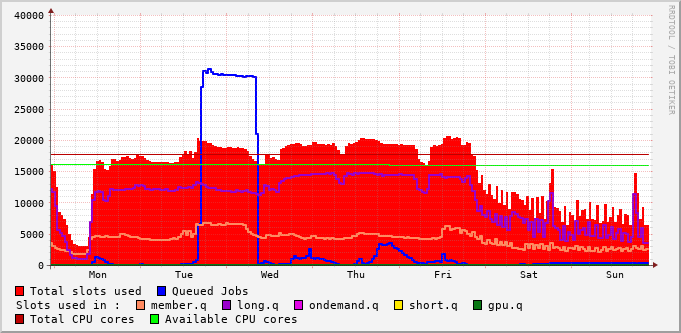 RRDTOOL / TOBI OETIKER
40000
35000
30000
25000
20000
15000
10000
5000
0
Mon Tue Wed Thu Fri Sat Sun
Total slots used Queued Jobs
Slots used in : member.q long.q ondemand.q short.q gpu.q
Total CPU cores Available CPU cores